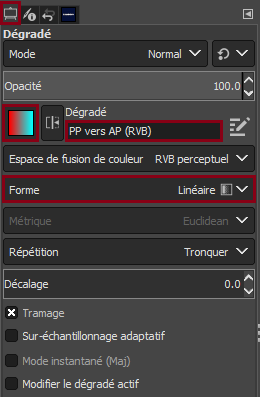 Dégradé
Mode Normal
Opacité 100.0
Dégradé
PP vers AP (RVB)
Espace de fusion de couleur RVB perceptuel
Forme Linéaire
Métrique Euclidean
Répétition Tronquer
Décalage 0.0
Tramage
Sur-échantillonnage adaptatif
Mode instantané (Maj)
Modifier le dégradé actif